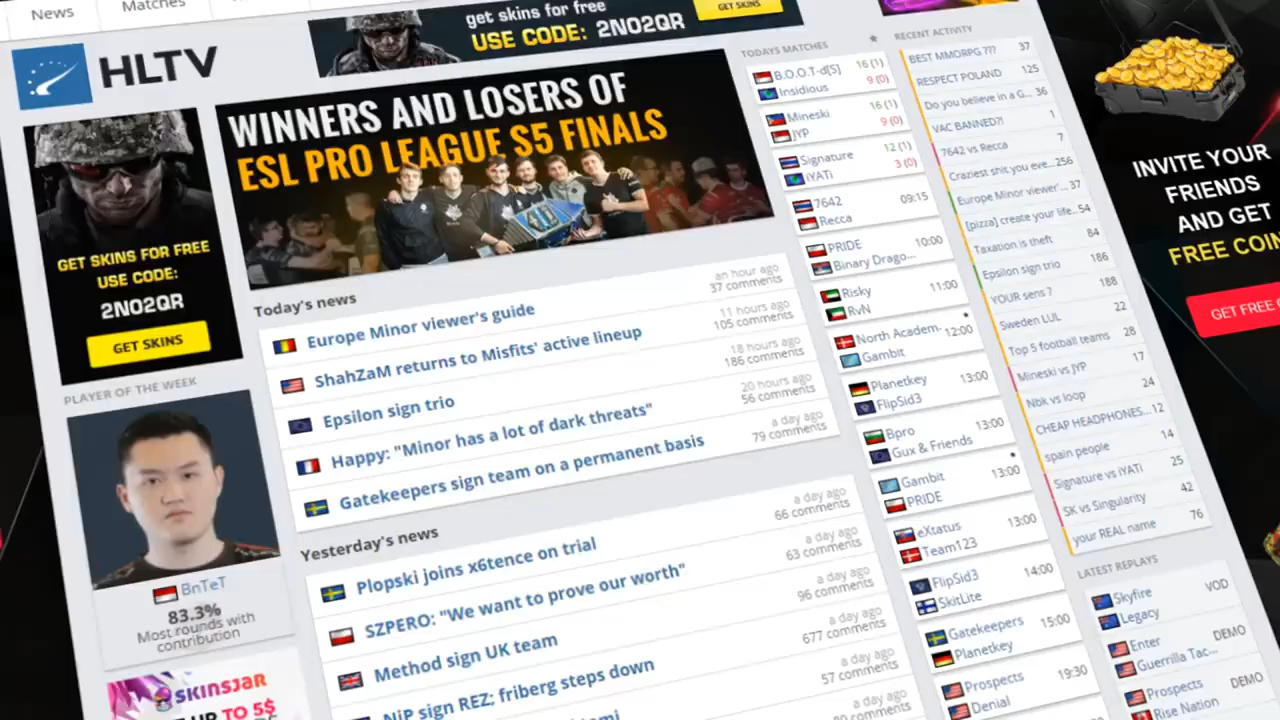 News
Matches
HLTV
get skins for free
USE CODE: 2NO2QR
GET SKINS
GET SKINS FOR FREE
USE CODE:
2NO2QR
GET SKINS
PLAYER OF THE WEEK
BnTeT
83.3%
Most rounds with
contribution
SKINSJAR
UP TO 5$
WINNERS AND LOSERS OF
ESL PRO LEAGUE S5 FINALS
Today's news
Europe Minor viewer's guide
an hour ago
37 comments
ShahZaM returns to Misfits' active lineup
11 hours ago
105 comments
Epsilon sign trio
18 hours ago
186 comments
Happy: "Minor has a lot of dark threats"
20 hours ago
56 comments
Gatekeepers sign team on a permanent basis
a day ago
79 comments
Yesterday's news
Plopski joins x6tence on trial
a day ago
66 comments
SZPERO: "We want to prove our worth"
a day ago
63 comments
Method sign UK team
a day ago
96 comments
NiP sign REZ; friberg steps down
a day ago
677 comments
a day ago
57 comments
a day ago
TODAYS MATCHES
B.O.O.T-d[S] 16 (1)
Insidious 9 (0)
Mineski 16 (1)
JYP 9 (0)
Signature 12 (1)
iYATi 3 (0)
7642
Recca
09:15
PRIDE
Binary Drago...
10:00
Risky
RvN
11:00
North Academ.
Gambit
12:00
Planetkey
FlipSid3
13:00
Bpro
Gux & Friends
13:00
Gambit
PRIDE
13:00
eXtatus
Team123
13:00
FlipSid3
SkitLite
14:00
Gatekeepers
Planetkey
15:00
Prospects
Denial
19:30
RECENT ACTIVITY
BEST MMORPG ??? 37
RESPECT POLAND 125
Do you believe in a G... 36
VAC BANNED?! 1
7642 vs Recca 7
Craziest shit you eve... 256
Europe Minor viewer'... 37
[pizza] create your life... 54
Taxation is theft 84
Epsilon sign trio 186
YOUR sens ? 188
Sweden LUL 22
Top 5 football teams 28
Mineski vs JYP 17
Nbk vs loop 24
CHEAP HEADPHONES... 12
spain people 14
Signature vs iYATi 25
SK vs Singularity 42
your REAL name 76
LATEST REPLAYS
Skyfire
Legacy
VOD
Enter
Guerrilla Tac...
DEMO
Prospects
Rise Nation
DEMO
INVITE YOUR
FRIENDS
AND GET
FREE COIN
GET FREE